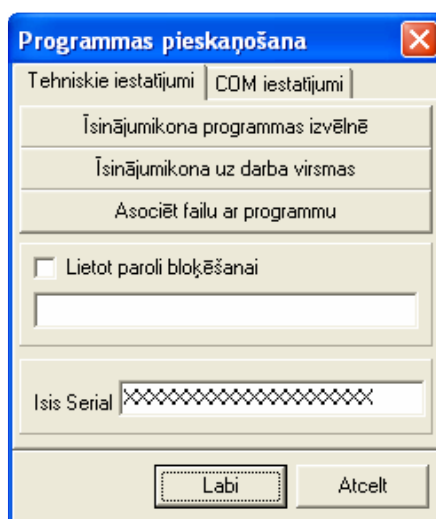 Programmas pieskaņošana
Tehniskie iestatījumi COM iestatījumi
Īsinājumikona programmas izvēlnē
Īsinājumikona uz darba virsmas
Asociēt failu ar programmu
Lietot paroli bloķēšanai
Isis Serial XXXXXXXXXXXXXXXXXXXX
Labi Atcelt